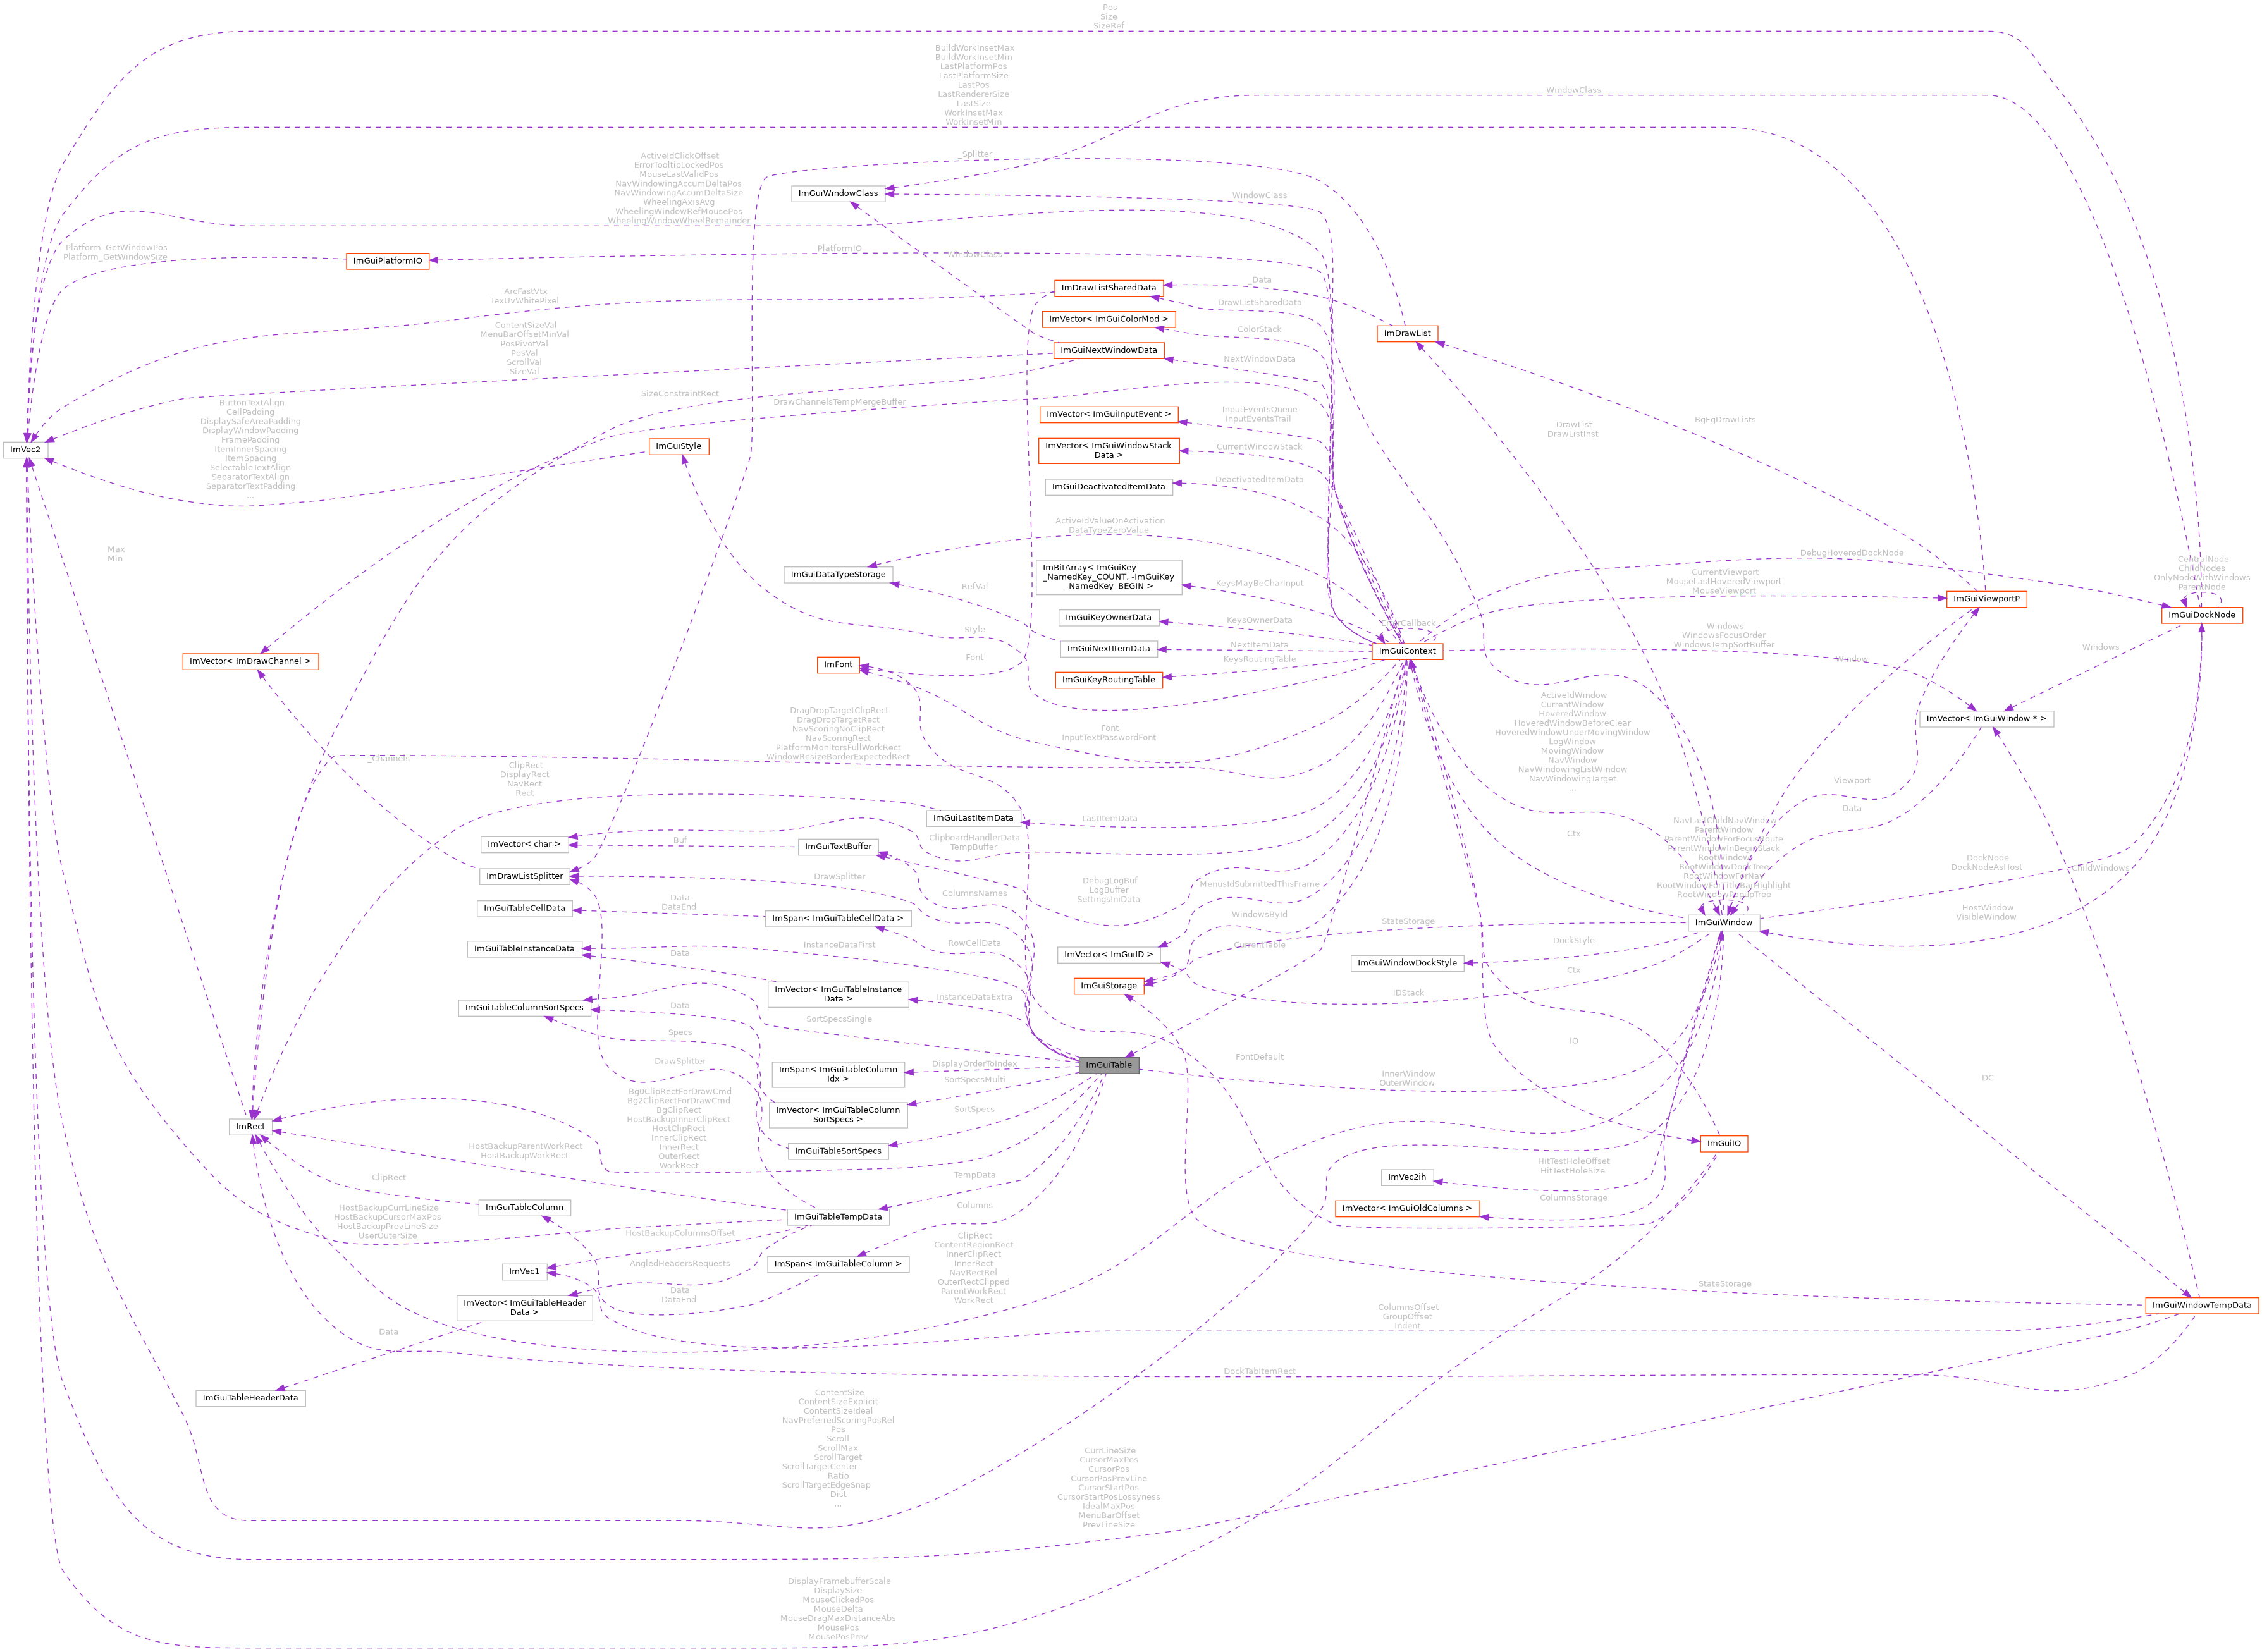 Pos
Size
SizeRef
BuildWorkInsetMax
BuildWorkInsetMin
LastPlatformPos
LastPlatformSize
LastPos
LastRendererSize
LastSize
WorkInsetMax
WorkInsetMin
WindowClass
_Splitter
ActiveIdClickOffset
ErrorTooltipLockedPos
MouseLastValidPos
NavWindowingAccumDeltaPos
NavWindowingAccumDeltaSize
WheelingAxisAvg
WheelingWindowRefMousePos
WheelingWindowWheelRemainder
ImGuiWindowClass
WindowClass
Platform_GetWindowPos
Platform_GetWindowSize
ImGuiPlatformIO
PlatformIO
WindowClass
ArcFastVtx
TexUvWhitePixel
ImDrawListSharedData
_Data
DrawListSharedData
ImVector< ImGuiColorMod >
ColorStack
ImDrawList
ContentSizeVal
MenuBarOffsetMinVal
PosPivotVal
PosVal
ScrollVal
SizeVal
ImGuiNextWindowData
NextWindowData
SizeConstraintRect
DrawChannelsTempMergeBuffer
ButtonTextAlign
CellPadding
DisplaySafeAreaPadding
DisplayWindowPadding
FramePadding
ItemInnerSpacing
ItemSpacing
SelectableTextAlign
SeparatorTextAlign
SeparatorTextPadding
...
ImVector< ImGuiInputEvent >
InputEventsQueue
InputEventsTrail
DrawList
DrawListInst
BgFgDrawLists
ImVec2
ImGuiStyle
ImVector< ImGuiWindowStack
Data >
CurrentWindowStack
ImGuiDeactivatedItemData
DeactivatedItemData
ActiveIdValueOnActivation
DataTypeZeroValue
Max
Min
ImGuiDataTypeStorage
RefVal
ImBitArray< ImGuiKey
_NamedKey_COUNT, -ImGuiKey
_NamedKey_BEGIN >
KeysMayBeCharInput
DebugHoveredDockNode
CurrentViewport
MouseLastHoveredViewport
MouseViewport
ImGuiViewportP
CentralNode
ChildNodes
OnlyNodeWithWindows
ParentNode
ImGuiDockNode
ImGuiKeyOwnerData
KeysOwnerData
ErrorCallback
Style
ImGuiNextItemData
NextItemData
ImGuiContext
Windows
WindowsFocusOrder
WindowsTempSortBuffer
Window
Windows
ImVector< ImDrawChannel >
ImFont
Font
ImGuiKeyRoutingTable
KeysRoutingTable
ActiveIdWindow
CurrentWindow
HoveredWindow
HoveredWindowBeforeClear
HoveredWindowUnderMovingWindow
LogWindow
MovingWindow
NavWindow
NavWindowingListWindow
NavWindowingTarget
...
ImVector< ImGuiWindow * >
DragDropTargetClipRect
DragDropTargetRect
NavScoringNoClipRect
NavScoringRect
PlatformMonitorsFullWorkRect
WindowResizeBorderExpectedRect
Font
InputTextPasswordFont
_Channels
ClipRect
DisplayRect
NavRect
Rect
Viewport
Data
ImGuiLastItemData
LastItemData
ImVector< char >
Buf
ImGuiTextBuffer
ClipboardHandlerData
TempBuffer
Ctx
NavLastChildNavWindow
ParentWindow
ParentWindowForFocusRoute
ParentWindowInBeginStack
RootWindow
RootWindowDockTree
RootWindowForNav
RootWindowForTitleBarHighlight
RootWindowPopupTree
DockNode
DockNodeAsHost
ChildWindows
ImDrawListSplitter
DrawSplitter
ColumnsNames
DebugLogBuf
LogBuffer
SettingsIniData
MenusIdSubmittedThisFrame
ImGuiTableCellData
Data
DataEnd
ImSpan< ImGuiTableCellData >
WindowsById
StateStorage
ImGuiWindow
HostWindow
VisibleWindow
ImGuiTableInstanceData
InstanceDataFirst
Data
RowCellData
CurrentTable
ImVector< ImGuiID >
DockStyle
ImGuiWindowDockStyle
Ctx
ImGuiStorage
IDStack
ImVector< ImGuiTableInstance
Data >
InstanceDataExtra
ImGuiTableColumnSortSpecs
Data
SortSpecsSingle
Specs
DrawSplitter
ImSpan< ImGuiTableColumn
Idx >
DisplayOrderToIndex
ImGuiTable
FontDefault
IO
InnerWindow
OuterWindow
DC
SortSpecsMulti
Bg0ClipRectForDrawCmd
Bg2ClipRectForDrawCmd
BgClipRect
HostBackupInnerClipRect
HostClipRect
InnerClipRect
InnerRect
OuterRect
WorkRect
ImVector< ImGuiTableColumn
SortSpecs >
SortSpecs
ImRect
ImGuiTableSortSpecs
ImGuiIO
HostBackupParentWorkRect
HostBackupWorkRect
ClipRect
TempData
ImVec2ih
HitTestHoleOffset
HitTestHoleSize
ImGuiTableColumn
Columns
ImVector< ImGuiOldColumns >
ColumnsStorage
HostBackupCurrLineSize
HostBackupCursorMaxPos
HostBackupPrevLineSize
UserOuterSize
ImGuiTableTempData
HostBackupColumnsOffset
ImVec1
AngledHeadersRequests
ImSpan< ImGuiTableColumn >
ClipRect
ContentRegionRect
InnerClipRect
InnerRect
NavRectRel
OuterRectClipped
ParentWorkRect
WorkRect
Data
DataEnd
StateStorage
ImVector< ImGuiTableHeader
Data >
ColumnsOffset
GroupOffset
Indent
ImGuiWindowTempData
Data
DockTabItemRect
ImGuiTableHeaderData
ContentSize
ContentSizeExplicit
ContentSizeIdeal
NavPreferredScoringPosRel
Pos
Scroll
ScrollMax
ScrollTarget
ScrollTargetCenter
Ratio
ScrollTargetEdgeSnap
Dist
...
CurrLineSize
CursorMaxPos
CursorPos
CursorPosPrevLine
CursorStartPos
CursorStartPosLossyness
IdealMaxPos
MenuBarOffset
PrevLineSize
DisplayFramebufferScale
DisplaySize
MouseClickedPos
MouseDelta
MouseDragMaxDistanceAbs
MousePos
MousePosPrev